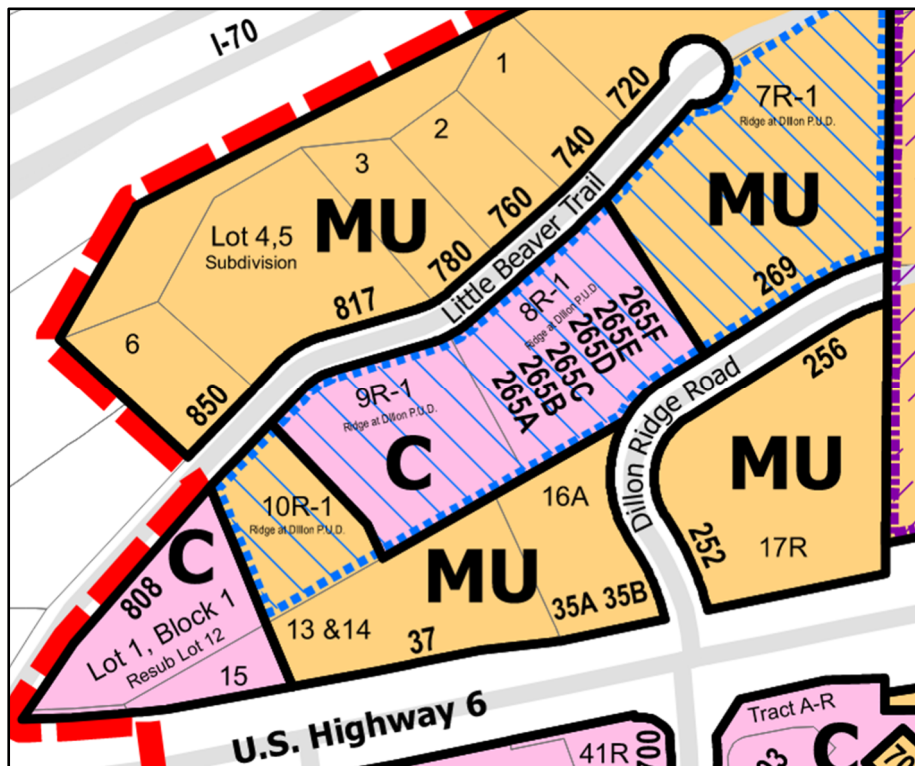 I-70
1
720
2
7R-1
Ridge at Dillon P.U.D.
740
3
MU
760
MU
Little Beaver Trail
Lot 4,5
Subdivision
780
269
8R-1
Ridge at Dillon P.U.D.
817
265F
265E
265D
265C
265B
265A
6
256
850
9R-1
Ridge at Dillon P.U.D.
Dillon Ridge Road
C
MU
16A
10R-1
Ridge at Dillon P.U.D.
C
252
17R
MU
808
35A 35B
Lot 1, Block 1
Resub Lot 12
13 &14
37
15
U.S. Highway 6
Tract A-R
41R
700
C